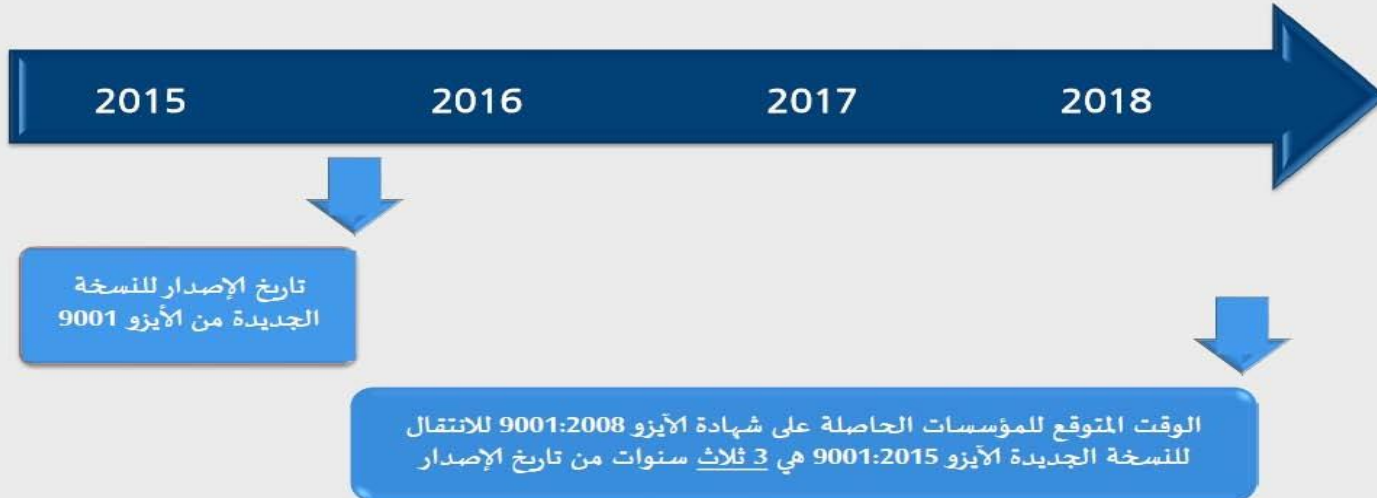 2015 2016 2017 2018
تاريخ الإصدار للنسخة
الجديدة من الأيزو 9001
الوقت المتوقع للمؤسسات الحاصلة على شهادة الآيزو 9001:2008 للانتقال
للنسخة الجديدة الآيزو 9001:2015 هي 3 ثلاث سنوات من تاريخ الإصدار